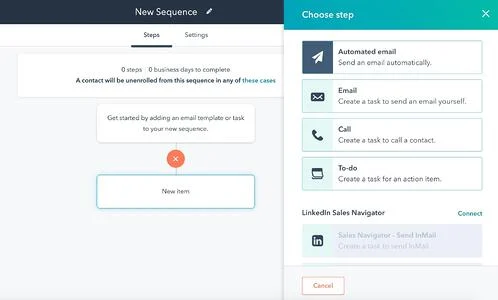 New Sequence
Steps
Settings
0 steps 0 business days to complete
A contact will be unenrolled from this sequence in any of these cases
Get started by adding an email template or task
to your new sequence.
New item
Choose step
Automated email
Send an email automatically.
Email
Create a task to send an email yourself.
Call
Create a task to call a contact.
To-do
Create a task for an action item.
LinkedIn Sales Navigator
Connect
Sales Navigator - Send InMail
Create a task to send InMail
Cancel